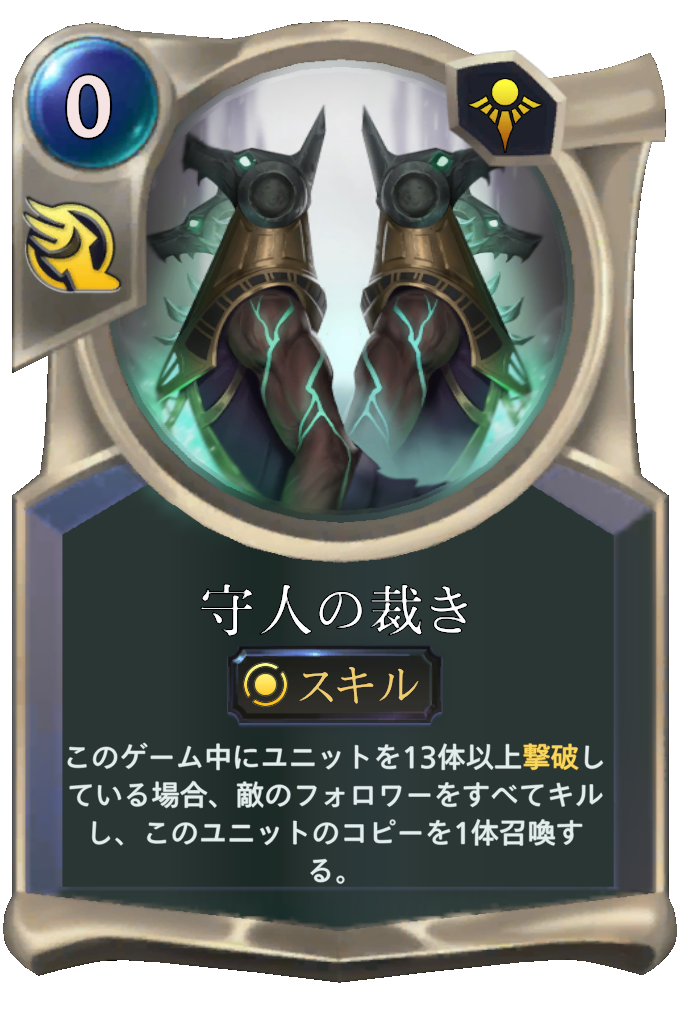 0
守人の裁き
スキル
このゲーム中にユニットを13体以上撃破し
ている場合、敵のフォロワーをすべてキル
し、このユニットのコピーを1体召喚す
る。